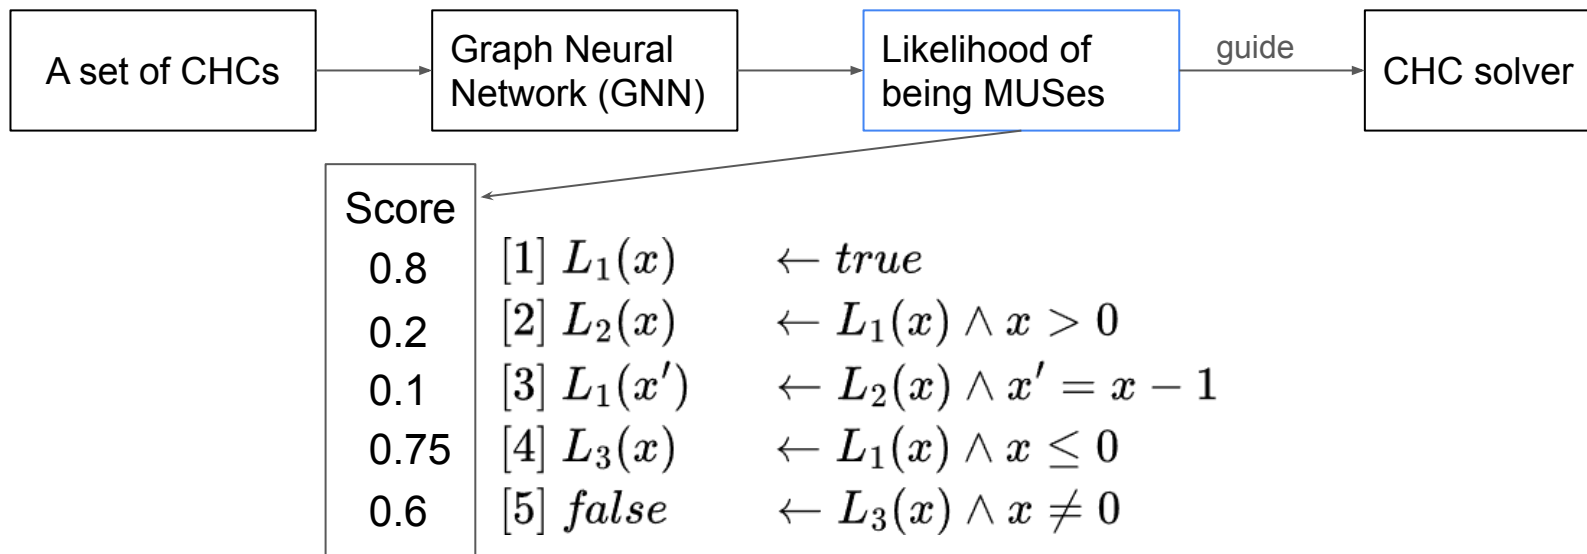 A set of CHCs
Graph Neural
Network (GNN)
Likelihood of
being MUSes
guide
CHC solver
Score
0.8 [1] L₁(x) ← true
0.2 [2] L₂(x) ← L₁(x) ∧ x > 0
0.1 [3] L₁(x′) ← L₂(x) ∧ x′ = x − 1
0.75 [4] L₃(x) ← L₁(x) ∧ x ≤ 0
0.6 [5] false ← L₃(x) ∧ x ≠ 0